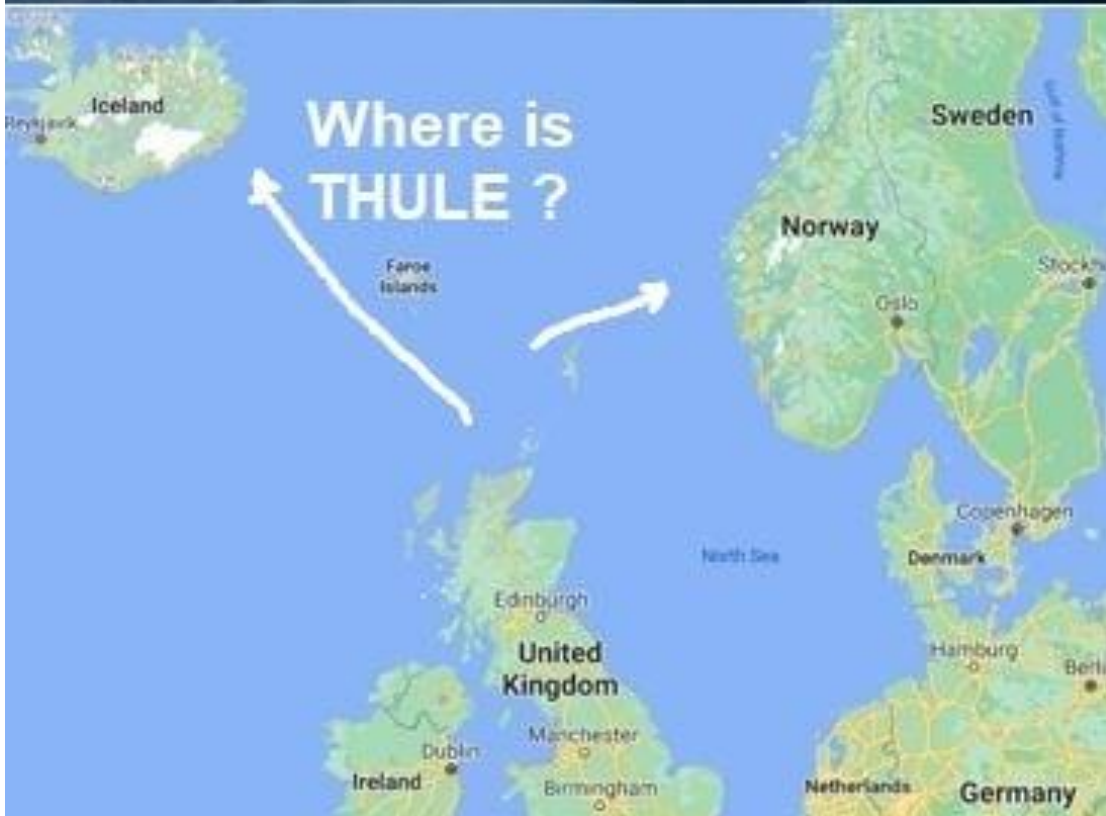 Iceland
Reykjavik
Where is
THULE ?
Faroe
Islands
Sweden
Norway
Oslo
Stockh
Copenhagen
North Sea
Denmark
Edinburgh
United
Kingdom
Hamburg
Berli
Manchester
Dublin
Ireland
Birmingham
Netherlands
Germany